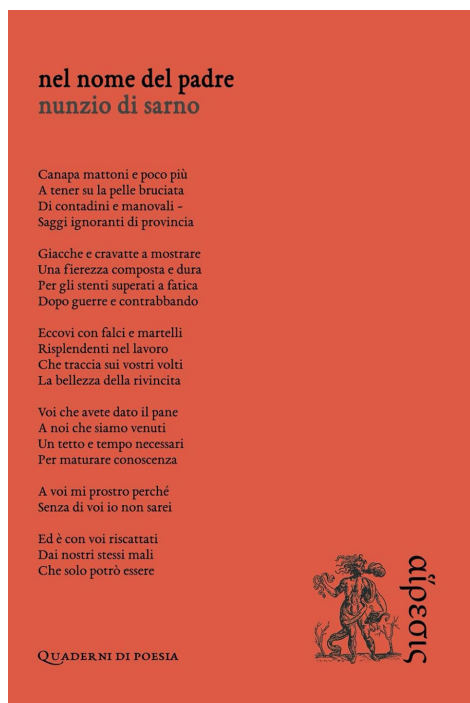 nel nome del padre
nunzio di sarno
Canapa mattoni e poco più
A tener su la pelle bruciata
Di contadini e manovali -
Saggi ignoranti di provincia
Giacche e cravatte a mostrare
Una fierezza composta e dura
Per gli stenti superati a fatica
Dopo guerre e contrabbando
Eccovi con falci e martelli
Risplendenti nel lavoro
Che traccia sui vostri volti
La bellezza della rivincita
Voi che avete dato il pane
A noi che siamo venuti
Un tetto e tempo necessari
Per maturare conoscenza
A voi mi prostro perché
Senza di voi io non sarei
Ed è con voi riscattati
Dai nostri stessi mali
Che solo potrò essere
αἵρεσις
Quaderni di poesia